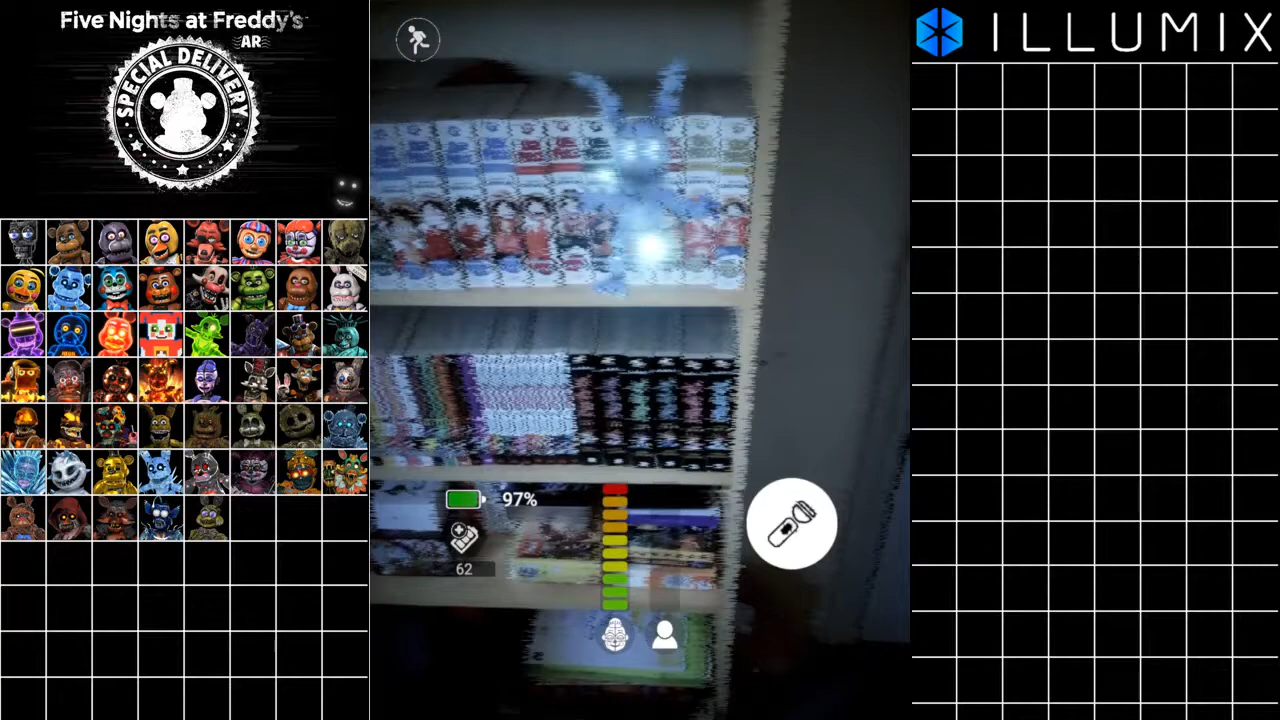 Five Nights at Freddy's
AR
SPECIAL DELIVERY
ILLUMIX
97%
62